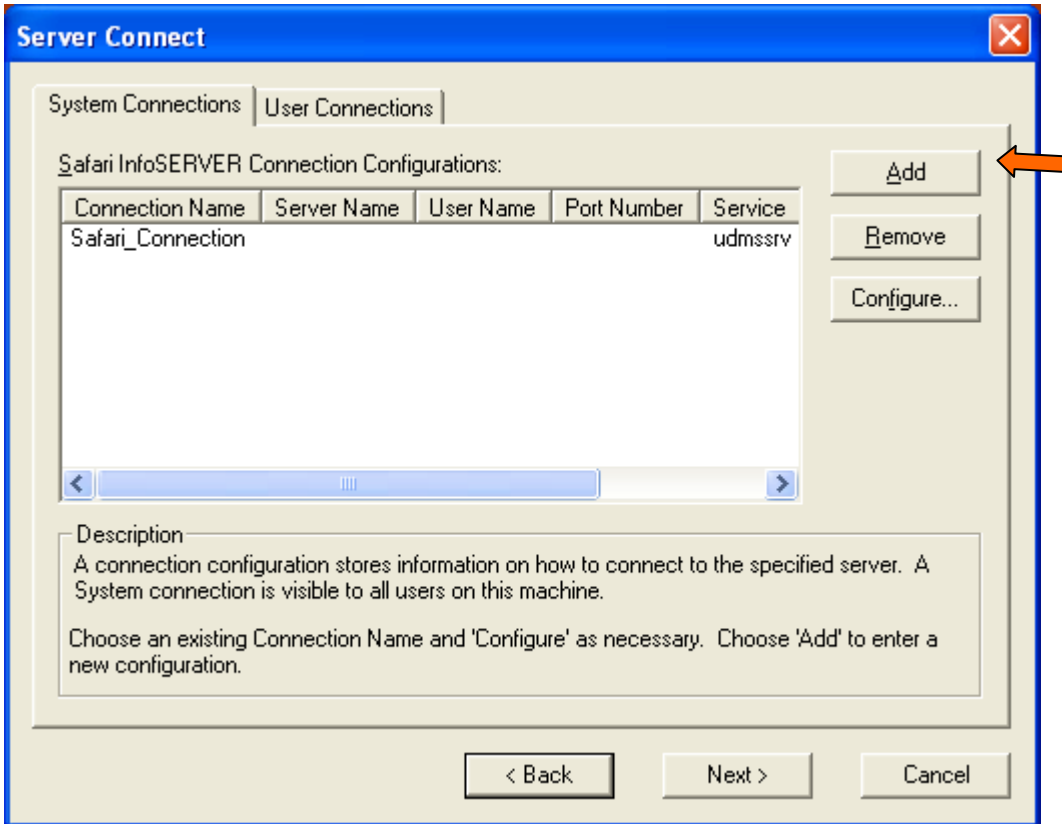 Server Connect
System Connections
User Connections
Safari InfoSERVER Connection Configurations:
Connection Name Server Name User Name Port Number Service
Safari_Connection udmssrv
Add
Remove
Configure...
Description
A connection configuration stores information on how to connect to the specified server. A
System connection is visible to all users on this machine.
Choose an existing Connection Name and 'Configure' as necessary. Choose 'Add' to enter a
new configuration.
< Back Next > Cancel